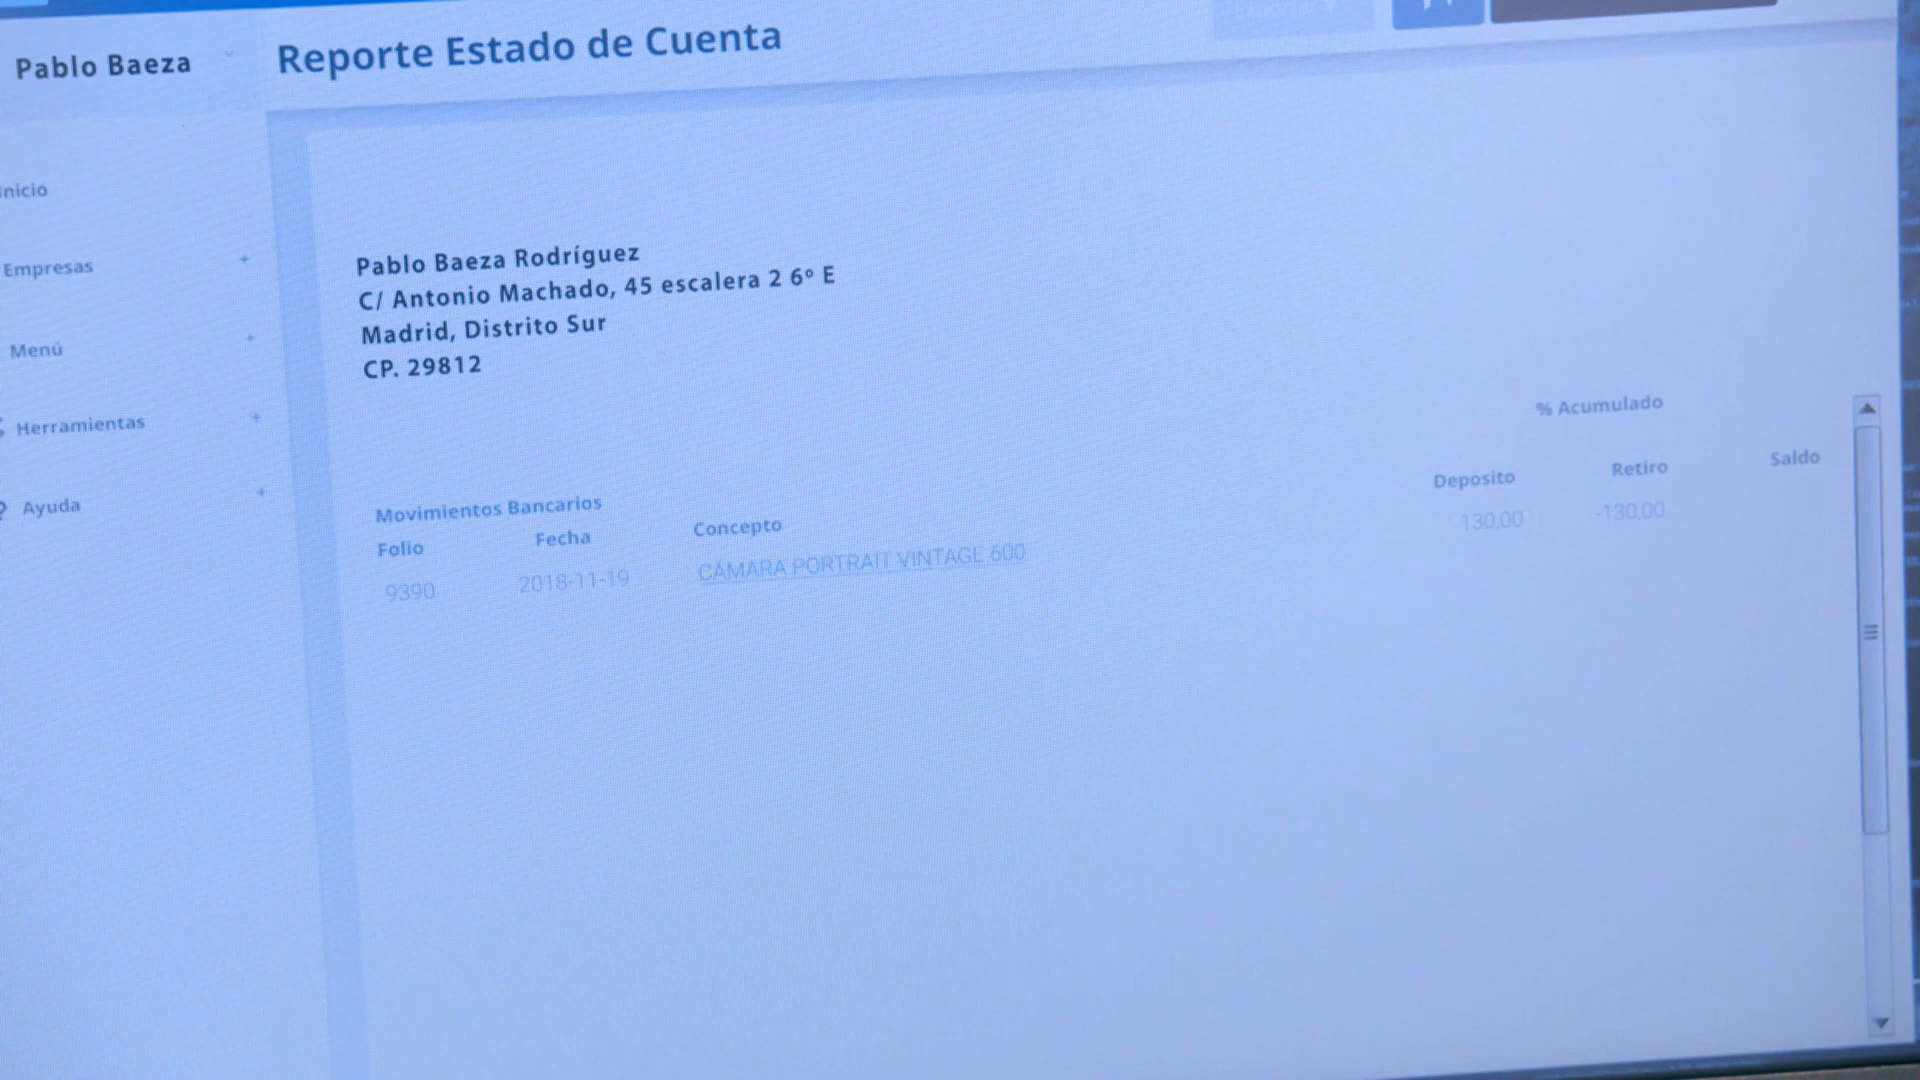 Pablo Baeza
Reporte Estado de Cuenta
Inicio
Empresas
Menú
Herramientas
Ayuda
Pablo Baeza Rodríguez
C/ Antonio Machado, 45 escalera 2 6º E
Madrid, Distrito Sur
CP. 29812
% Acumulado
Movimientos Bancarios
Folio Fecha Concepto Deposito Retiro Saldo
9390 2018-11-19 CÁMARA PORTRAIT VINTAGE 600 130,00 -130,00